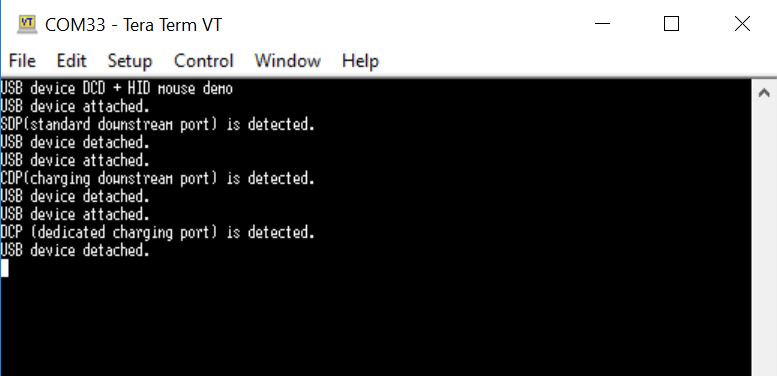 COM33 - Tera Term VT
File Edit Setup Control Window Help
USB device DCD + HID mouse demo
USB device attached.
SDP(standard downstream port) is detected.
USB device detached.
USB device attached.
CDP(charging downstream port) is detected.
USB device detached.
USB device attached.
DCP (dedicated charging port) is detected.
USB device detached.